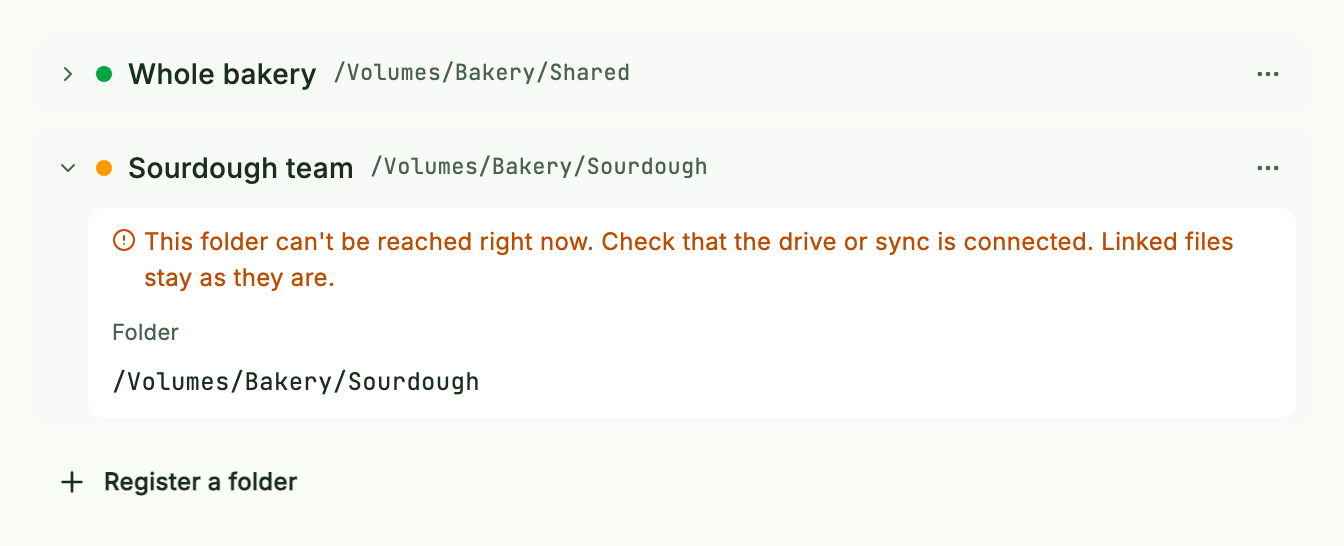 Whole bakery /Volumes/Bakery/Shared
Sourdough team /Volumes/Bakery/Sourdough
This folder can't be reached right now. Check that the drive or sync is connected. Linked files
stay as they are.
Folder
/Volumes/Bakery/Sourdough
Register a folder